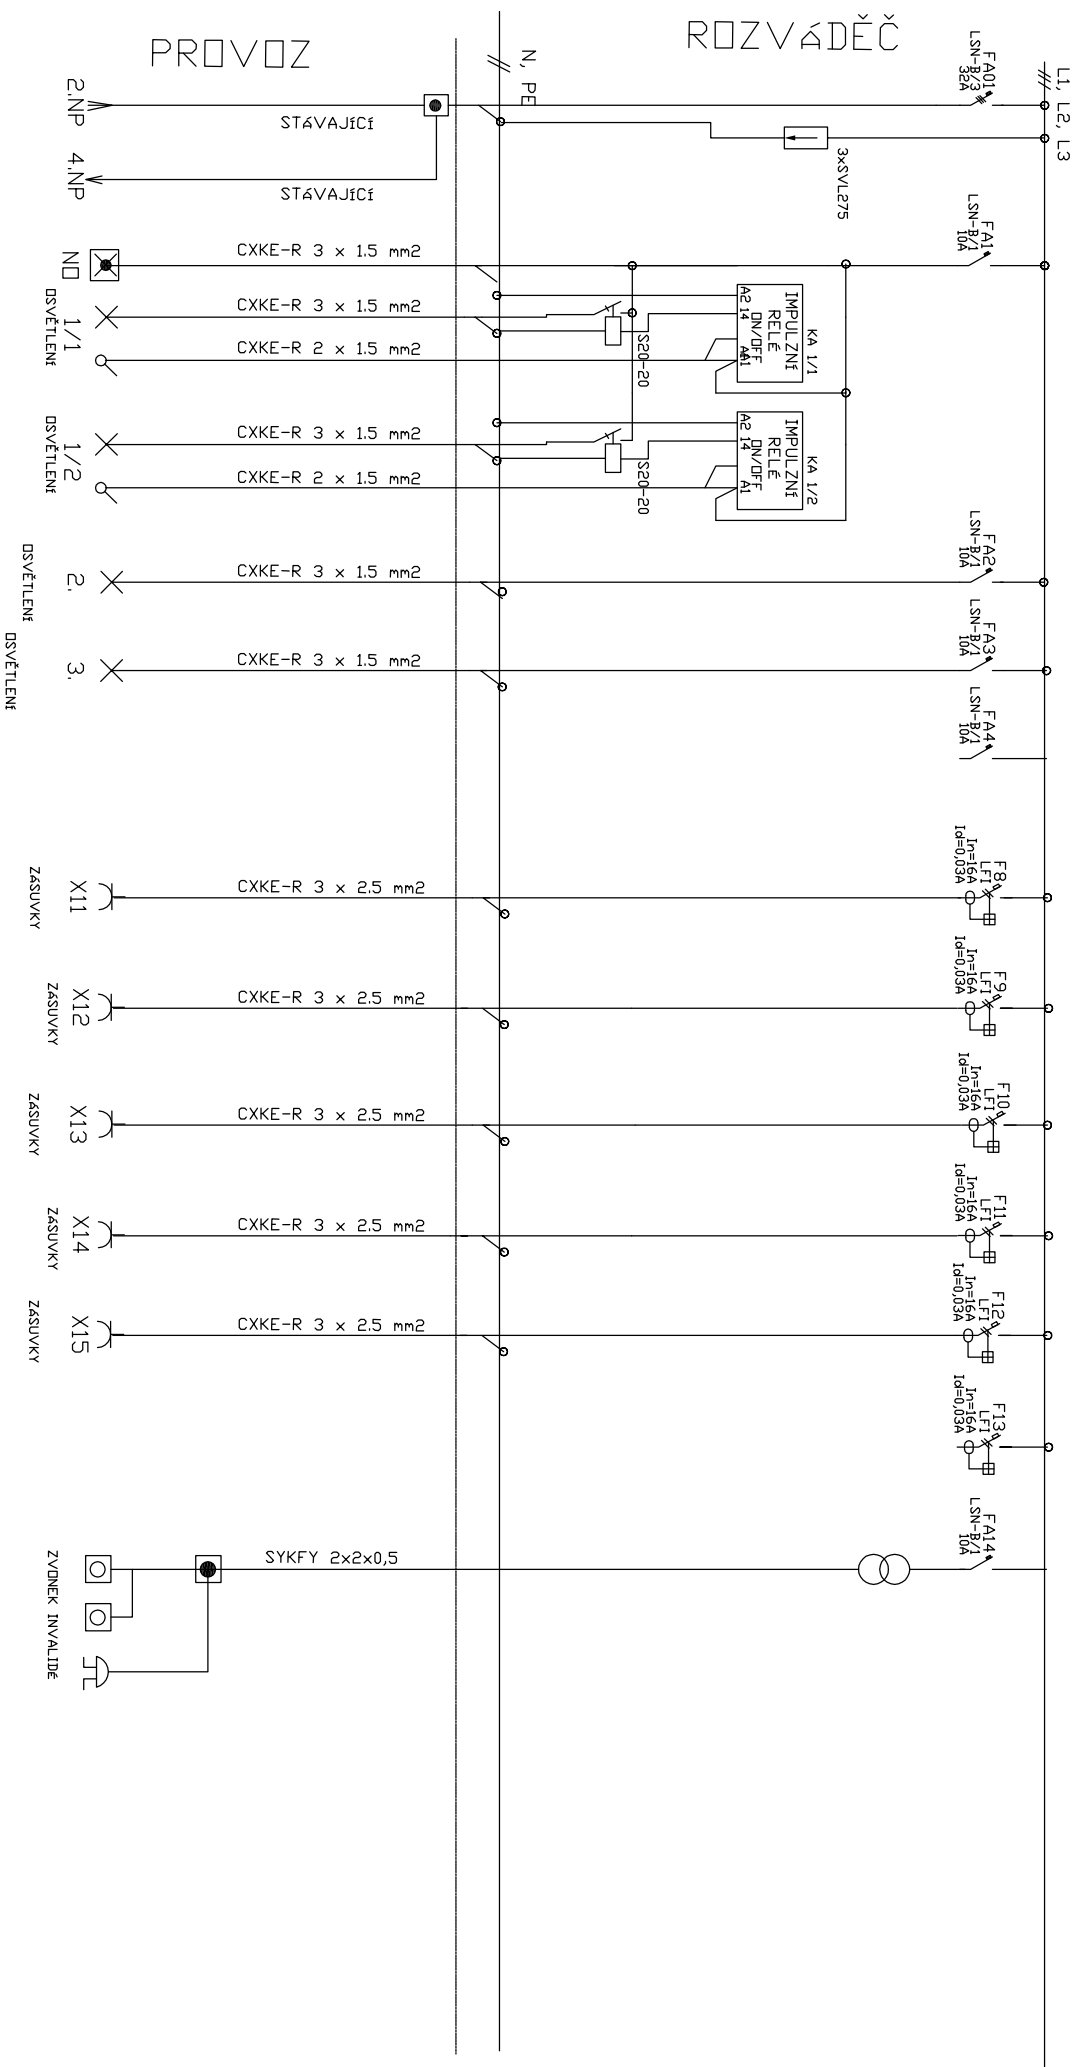 PROVOZ
ROZVÁDĚČ
N, PE
L1, L2, L3
FA01
LSN-B/3
32A
3xSVL275
2.NP
STÁVAJÍCÍ
4.NP
STÁVAJÍCÍ
FA1
LSN-B/1
10A
NO
CXKE-R 3 x 1.5 mm2
1/1
OSVĚTLENÍ
CXKE-R 3 x 1.5 mm2
CXKE-R 2 x 1.5 mm2
S20-20
KA 1/1
IMPULZNÍ
RELÉ
ON/OFF
A2 14
A1
1/2
OSVĚTLENÍ
CXKE-R 3 x 1.5 mm2
CXKE-R 2 x 1.5 mm2
S20-20
KA 1/2
IMPULZNÍ
RELÉ
ON/OFF
A2 14
A1
FA2
LSN-B/1
10A
CXKE-R 3 x 1.5 mm2
2.
OSVĚTLENÍ
FA3
LSN-B/1
10A
CXKE-R 3 x 1.5 mm2
3.
OSVĚTLENÍ
FA4
LSN-B/1
10A
F8
LFI
In=16A
Id=0,03A
CXKE-R 3 x 2.5 mm2
X11
ZÁSUVKY
F9
LFI
In=16A
Id=0,03A
CXKE-R 3 x 2.5 mm2
X12
ZÁSUVKY
F10
LFI
In=16A
Id=0,03A
CXKE-R 3 x 2.5 mm2
X13
ZÁSUVKY
F11
LFI
In=16A
Id=0,03A
CXKE-R 3 x 2.5 mm2
X14
ZÁSUVKY
F12
LFI
In=16A
Id=0,03A
CXKE-R 3 x 2.5 mm2
X15
ZÁSUVKY
F13
LFI
In=16A
Id=0,03A
FA14
LSN-B/1
10A
SYKFY 2x2x0,5
ZVONEK INVALIDÉ